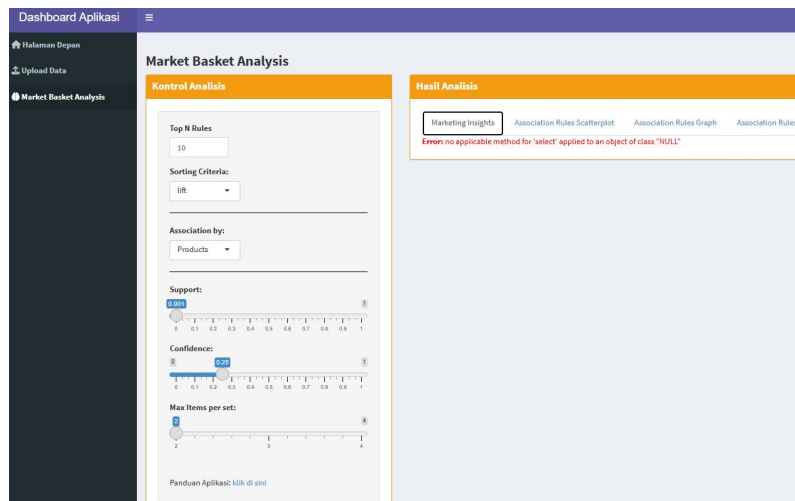 Dashboard Aplikasi
Halaman Depan
Upload Data
Market Basket Analysis
Market Basket Analysis
Kontrol Analisis
Top N Rules
10
Sorting Criteria:
lift
Association by:
Products
Support:
0.001 1
0 0.1 0.2 0.3 0.4 0.5 0.6 0.7 0.8 0.9 1
Confidence:
0 0.25 1
0 0.1 0.2 0.3 0.4 0.5 0.6 0.7 0.8 0.9 1
Max Items per set:
2 4
2 3 4
Panduan Aplikasi: klik di sini
Hasil Analisis
Marketing Insights Association Rules Scatterplot Association Rules Graph Association Rules
Error: no applicable method for 'select' applied to an object of class "NULL"